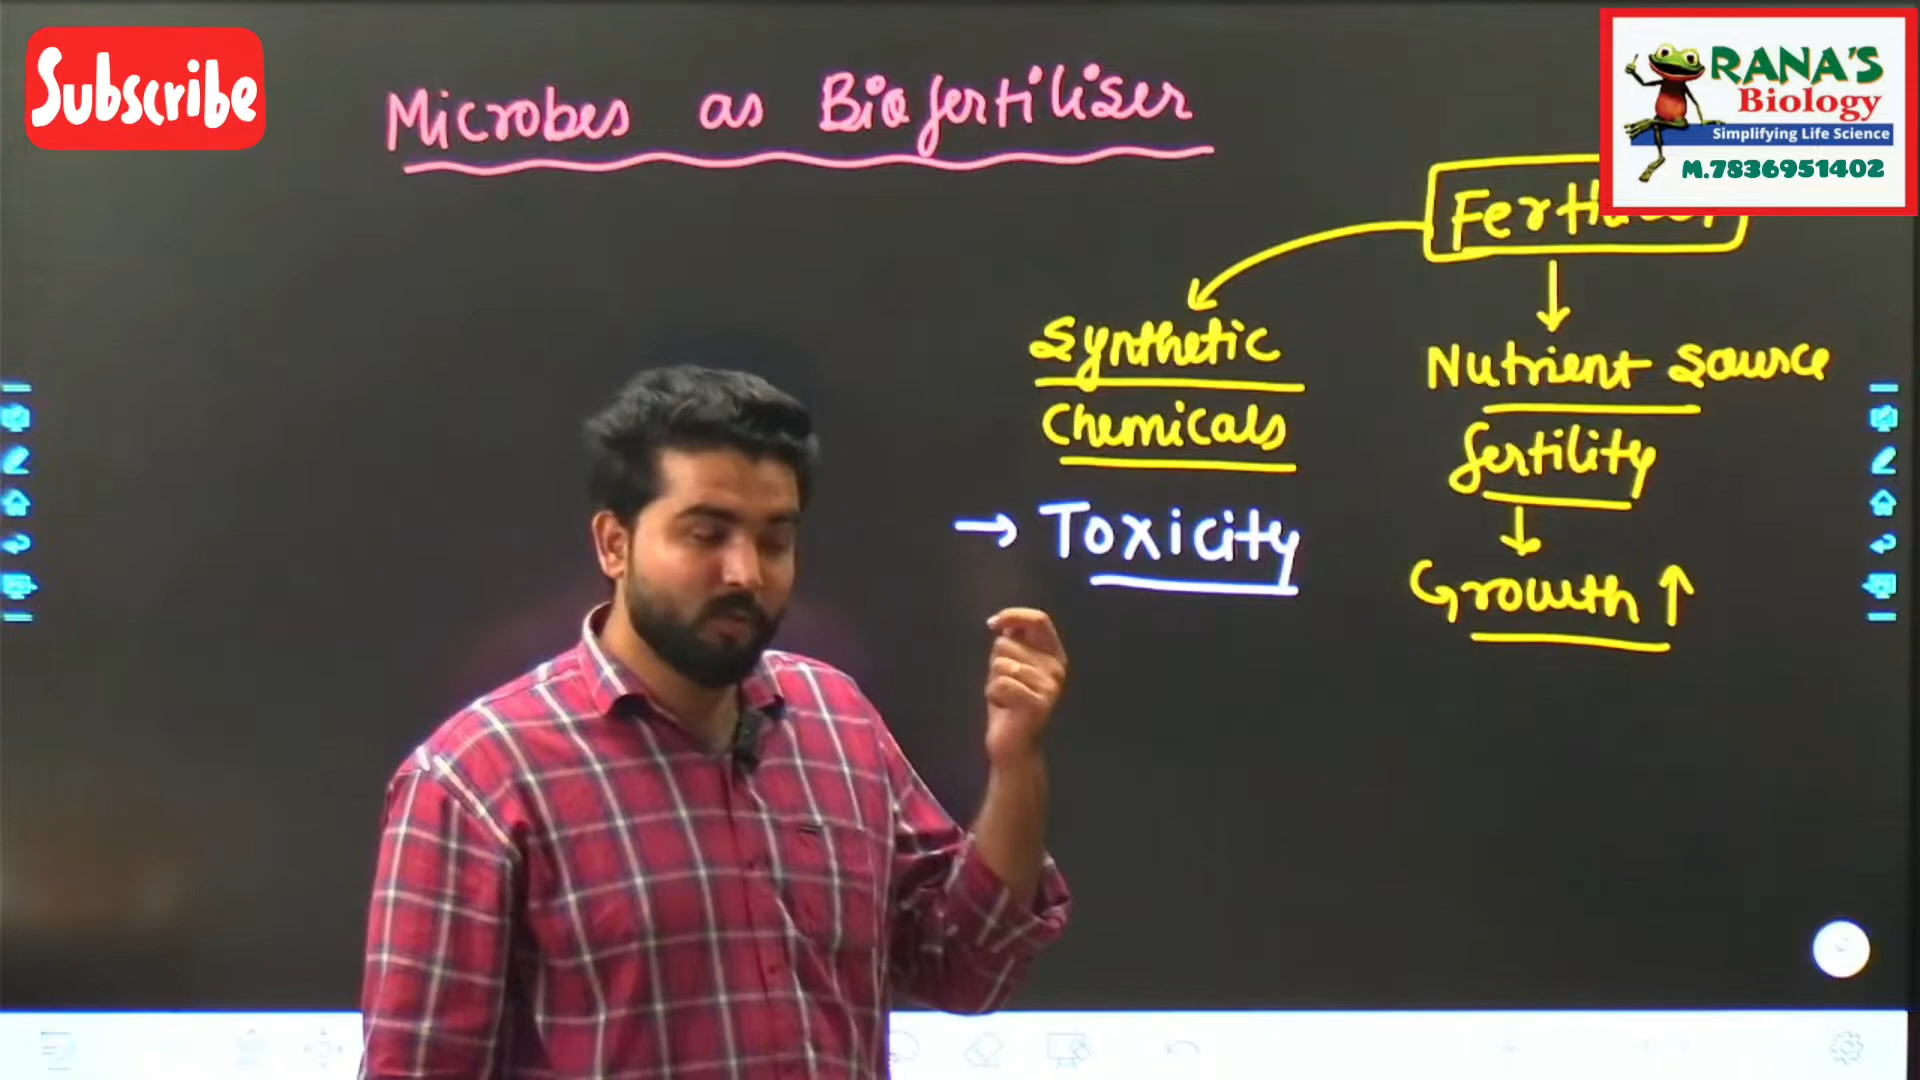 Subscribe
Microbes as Biofertiliser
RANA'S
Biology
Simplifying Life Science
M.7836951402
Synthetic
Chemicals
→ Toxicity
Nutrient source
fertility
Growth ↑